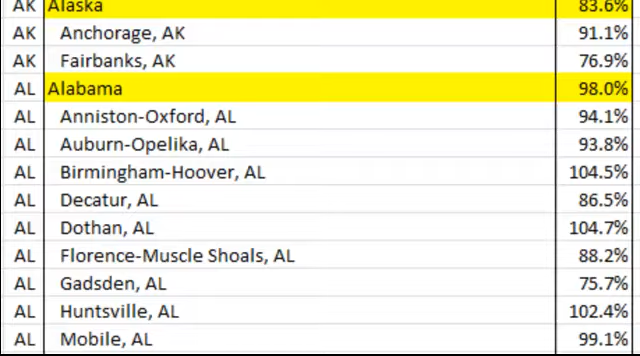 AK Alaska 83.6%
AK Anchorage, AK 91.1%
AK Fairbanks, AK 76.9%
AL Alabama 98.0%
AL Anniston-Oxford, AL 94.1%
AL Auburn-Opelika, AL 93.8%
AL Birmingham-Hoover, AL 104.5%
AL Decatur, AL 86.5%
AL Dothan, AL 104.7%
AL Florence-Muscle Shoals, AL 88.2%
AL Gadsden, AL 75.7%
AL Huntsville, AL 102.4%
AL Mobile, AL 99.1%